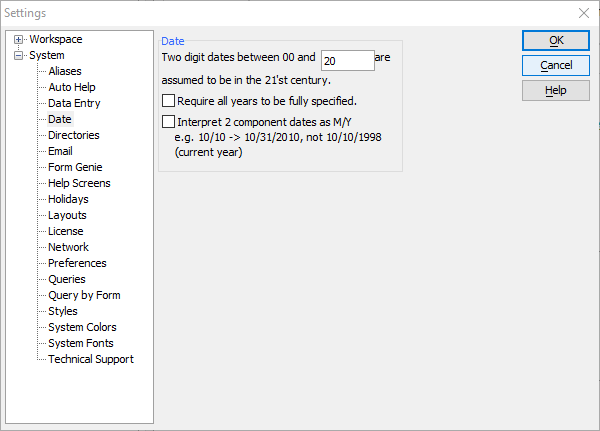 Settings
Workspace
System
Aliases
Auto Help
Data Entry
Date
Directories
Email
Form Genie
Help Screens
Holidays
Layouts
License
Network
Preferences
Queries
Query by Form
Styles
System Colors
System Fonts
Technical Support
Date
Two digit dates between 00 and 20 are
assumed to be in the 21'st century.
Require all years to be fully specified.
Interpret 2 component dates as M/Y
e.g. 10/10 -> 10/31/2010, not 10/10/1998
(current year)
OK
Cancel
Help